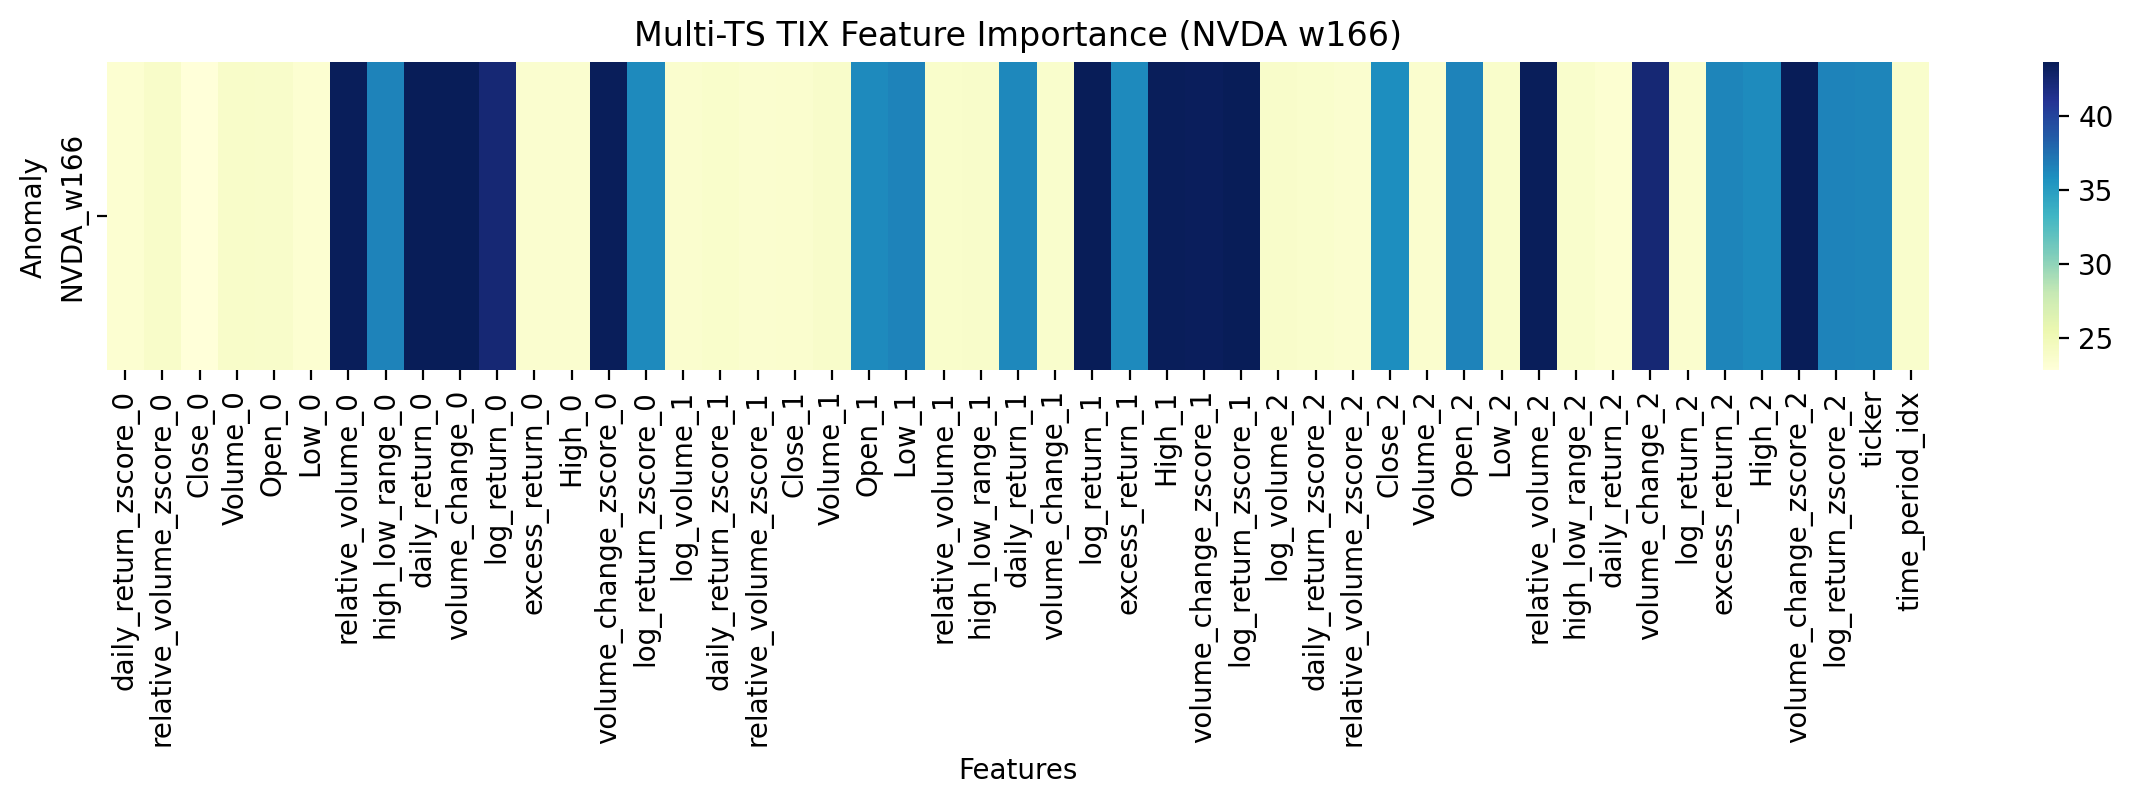 Multi-TS TIX Feature Importance (NVDA w166)
Anomaly
NVDA_w166
40
35
30
25
daily_return_zscore_0
relative_volume_zscore_0
Close_0
Volume_0
Open_0
Low_0
relative_volume_0
high_low_range_0
daily_return_0
volume_change_0
log_return_0
excess_return_0
High_0
volume_change_zscore_0
log_return_zscore_0
log_volume_1
daily_return_zscore_1
relative_volume_zscore_1
Close_1
Volume_1
Open_1
Low_1
relative_volume_1
high_low_range_1
daily_return_1
volume_change_1
log_return_1
excess_return_1
High_1
volume_change_zscore_1
log_return_zscore_1
log_volume_2
daily_return_zscore_2
relative_volume_zscore_2
Close_2
Volume_2
Open_2
Low_2
relative_volume_2
high_low_range_2
daily_return_2
volume_change_2
log_return_2
excess_return_2
High_2
volume_change_zscore_2
log_return_zscore_2
ticker
time_period_idx
Features